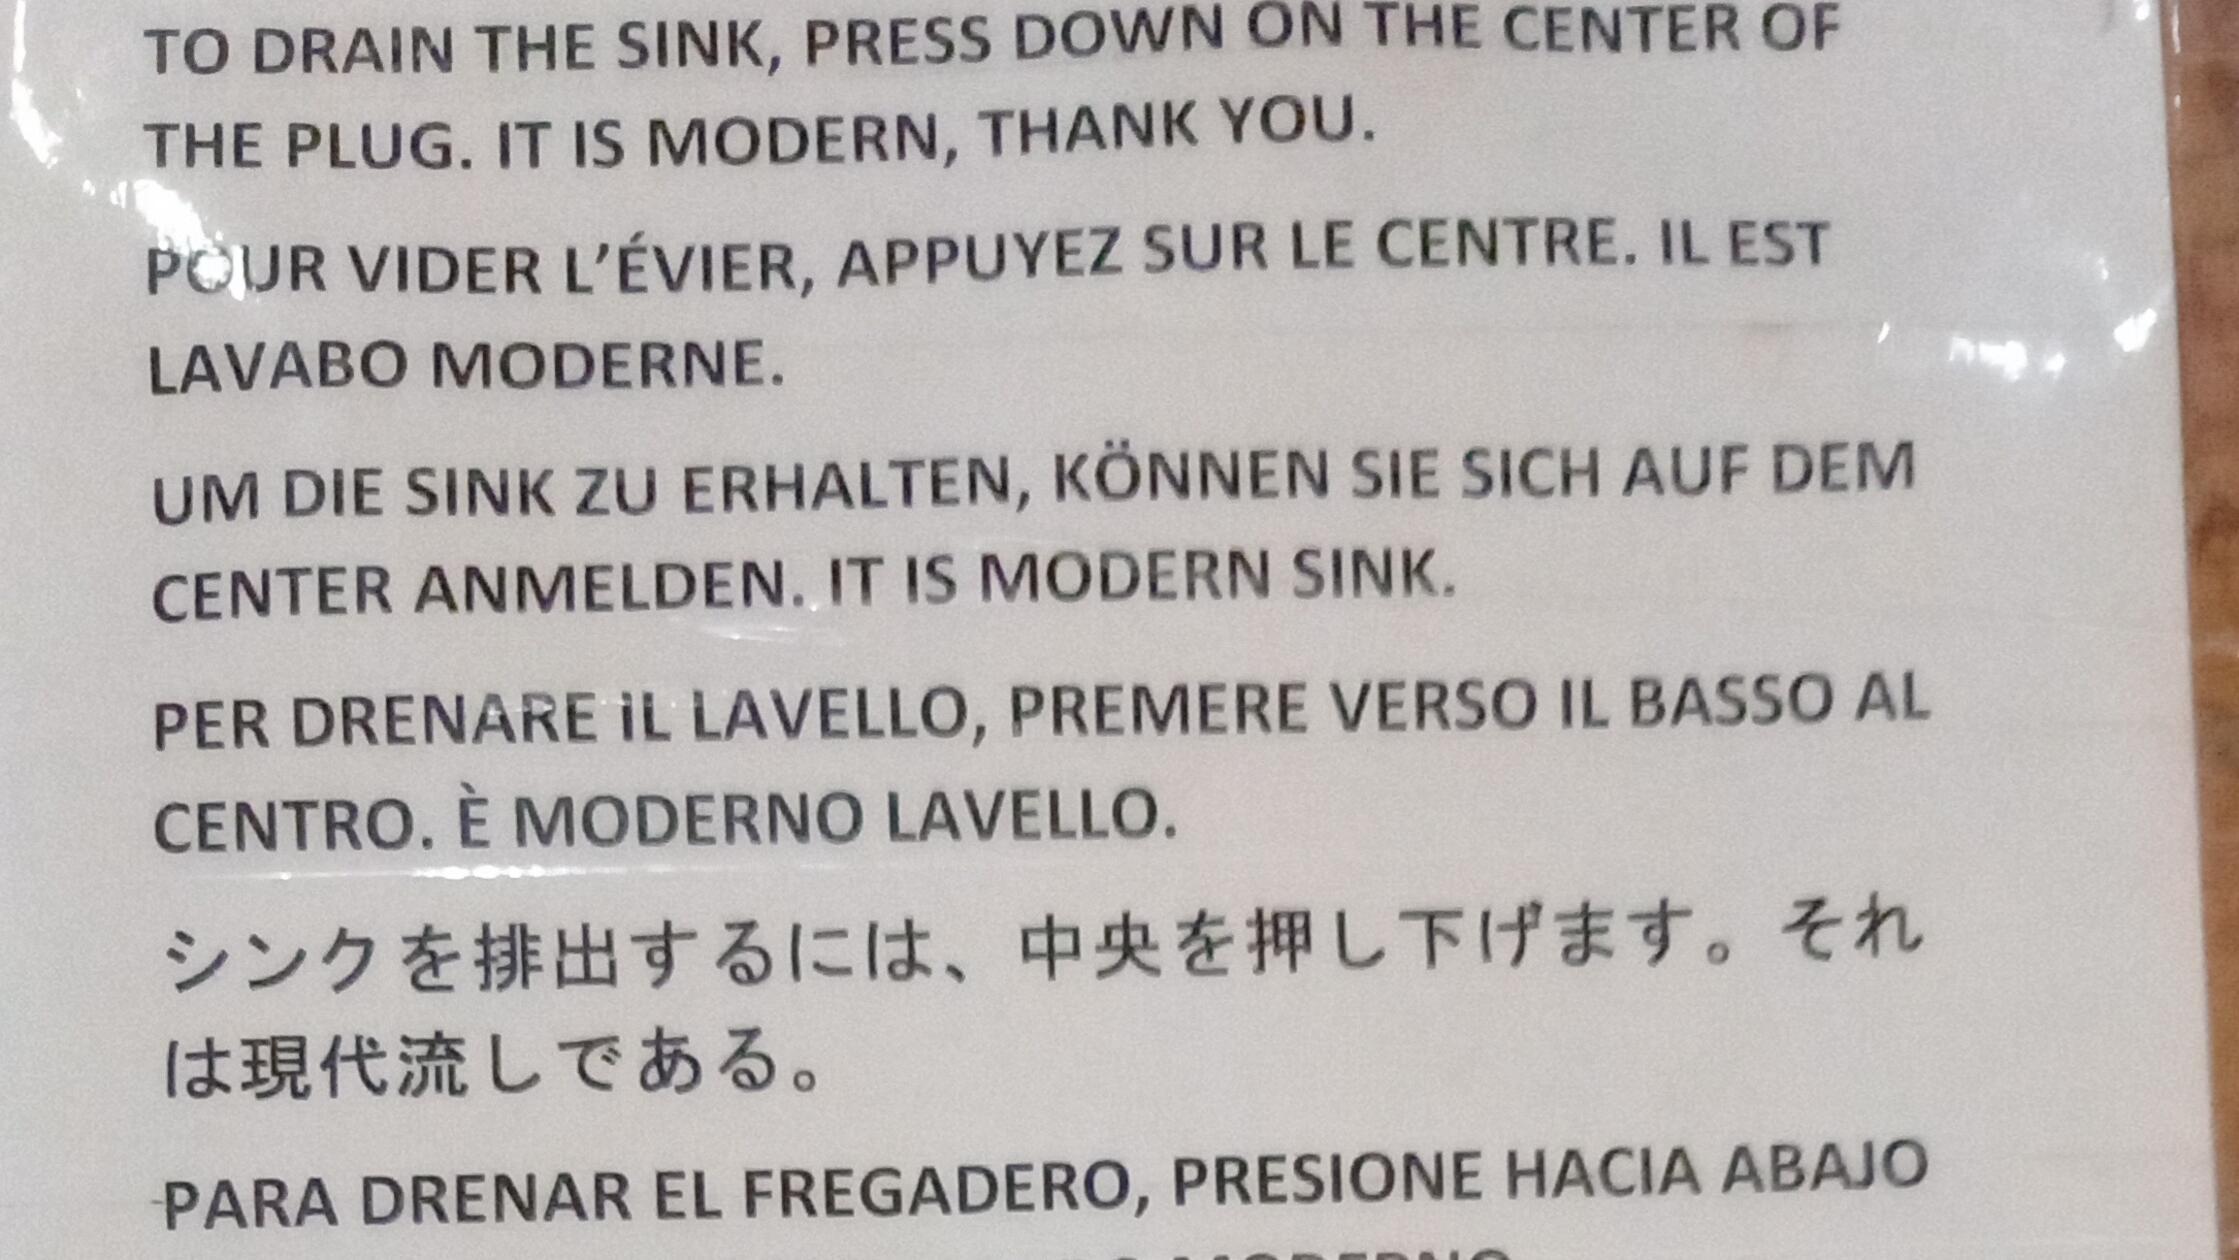 TO DRAIN THE SINK, PRESS DOWN ON THE CENTER OF
THE PLUG. IT IS MODERN, THANK YOU.
POUR VIDER L'ÉVIER, APPUYEZ SUR LE CENTRE. IL EST
LAVABO MODERNE.
UM DIE SINK ZU ERHALTEN, KÖNNEN SIE SICH AUF DEM
CENTER ANMELDEN. IT IS MODERN SINK.
PER DRENARE iL LAVELLO, PREMERE VERSO IL BASSO AL
CENTRO. È MODERNO LAVELLO.
シンクを排出するには、中央を押し下げます。それ
は現代流しである。
PARA DRENAR EL FREGADERO, PRESIONE HACIA ABAJO
MODERNO